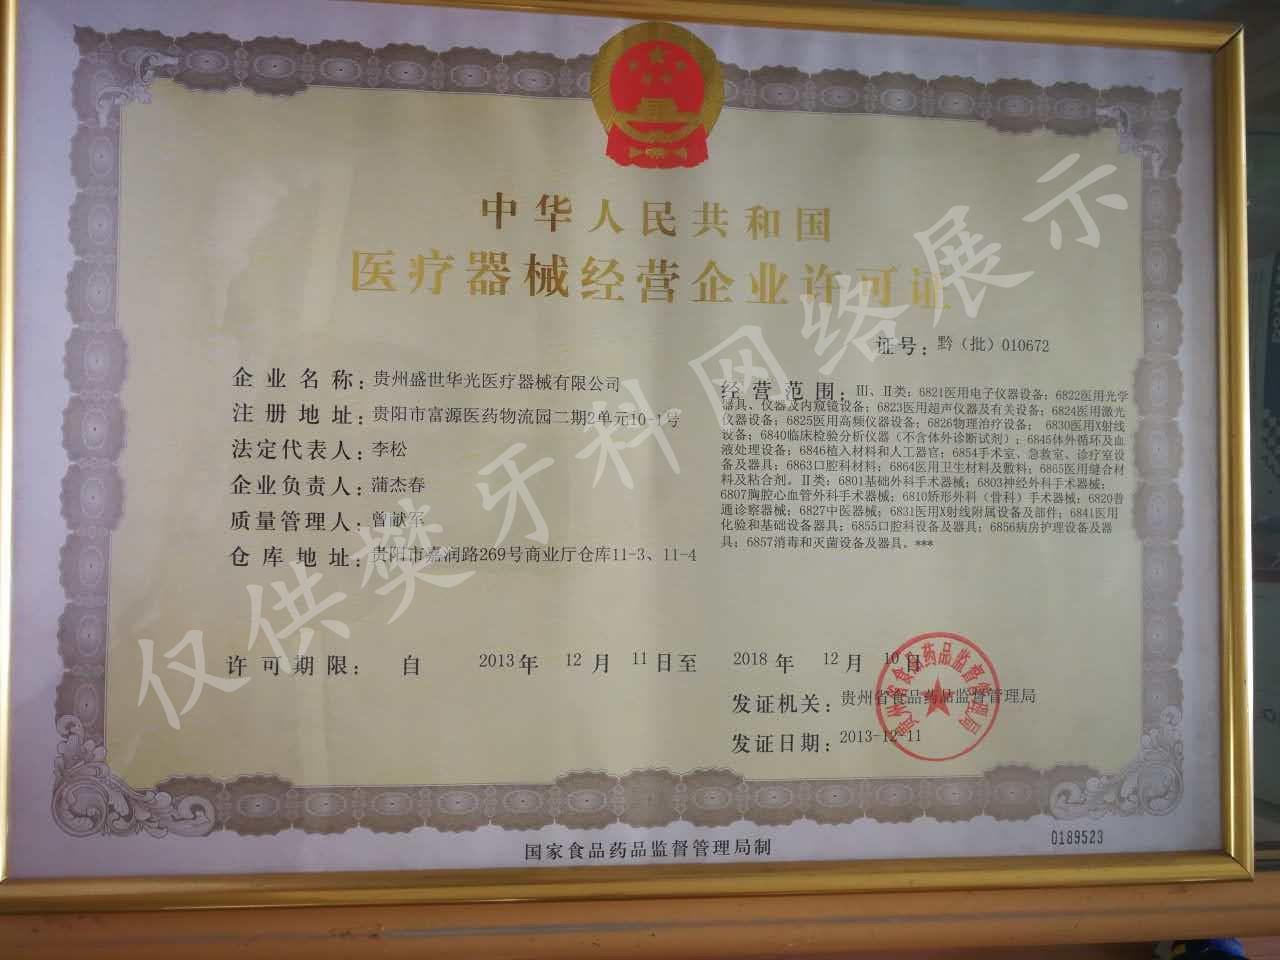 中华人民共和国
医疗器械经营企业许可证
证号：黔（批）010672
企业名称：贵州盛世华光医疗器械有限公司
注册地址：贵阳市富源医药物流园二期2单元10-1号
法定代表人：李松
企业负责人：蒲杰春
质量管理人：曾献军
仓库地址：贵阳市嘉润路269号商业厅仓库11-3、11-4
经营范围：Ⅲ、Ⅱ类：6821医用电子仪器设备；6822医用光学
器具、仪器及内窥镜设备；6823医用超声仪器及有关设备；6824医用激光
仪器设备；6825医用高频仪器设备；6826物理治疗设备； 6830医用X射线
设备；6840临床检验分析仪器（不含体外诊断试剂）；6845体外循环及血
液处理设备；6846植入材料和人工器官；6854手术室、急救室、诊疗室设
备及器具；6863口腔科材料；6864医用卫生材料及敷料；6865医用缝合材
料及粘合剂。Ⅱ类：6801基础外科手术器械；6803神经外科手术器械；
6807胸腔心血管外科手术器械；6810矫形外科（骨科）手术器械；6820普
通诊察器械；6827中医器械；6831医用X射线附属设备及部件；6841医用
化验和基础设备器具；6855口腔科设备及器具；6856病房护理设备及器
具；6857消毒和灭菌设备及器具。***
许可期限：自 2013年 12月 11日至 2018年 12月 10日
发证机关：贵州省食品药品监督管理局
发证日期：2013-12-11
贵州省食品药品监督管理局
国家食品药品监督管理局制
0189523
仅供樊牙科网络展示